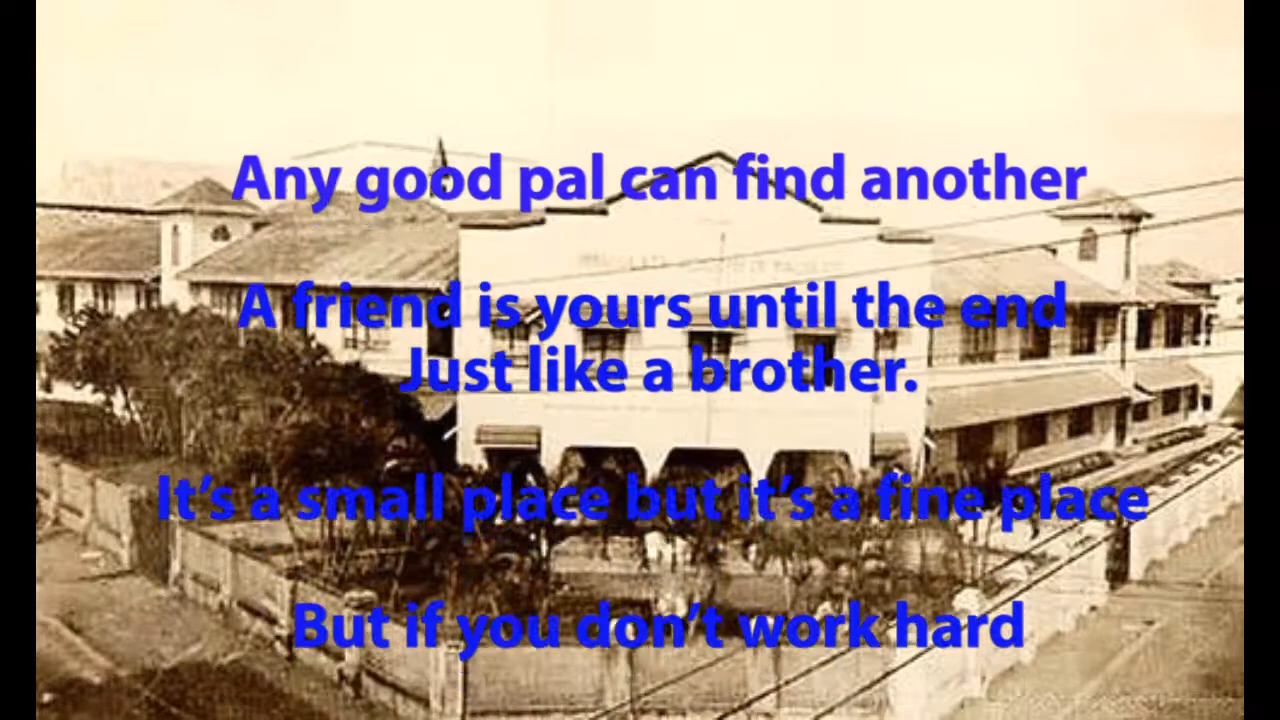 Any good pal can find another
A friend is yours until the end
Just like a brother.
It's a small place but it's a fine place
But if you don't work hard